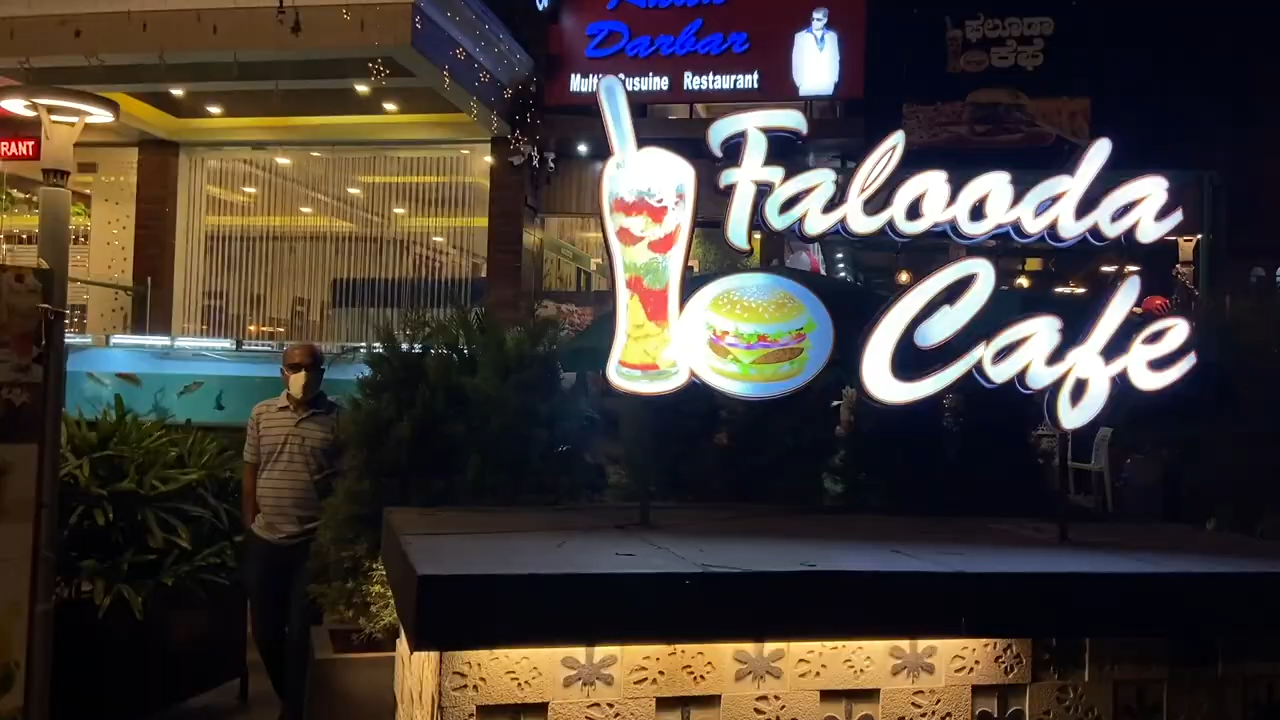 Darbar
Multi Cusuine Restaurant
ಫಲೂಡಾ
ಕೆಫೆ
RANT
Falooda
Cafe